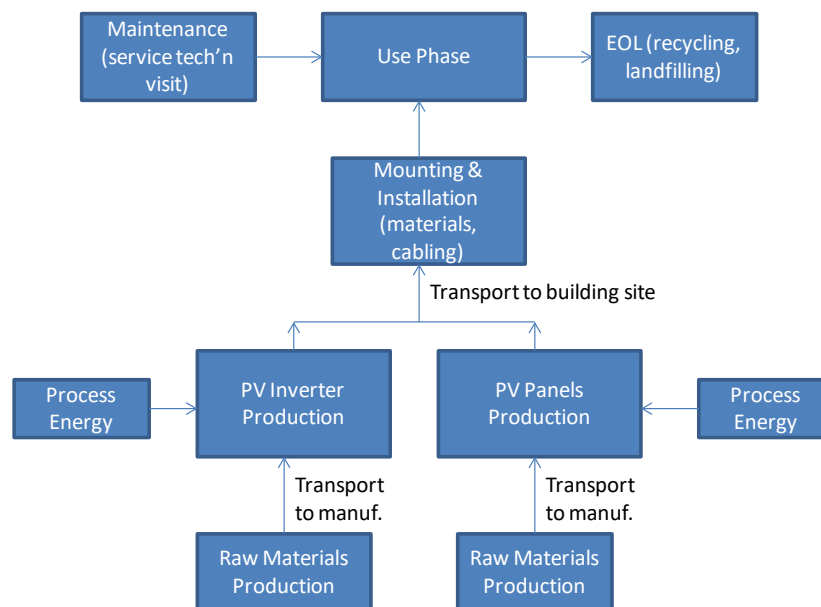 Maintenance
(service tech’n
visit)
Use Phase
EOL (recycling,
landfilling)
Mounting &
Installation
(materials,
cabling)
Transport to building site
Process
Energy
PV Inverter
Production
PV Panels
Production
Process
Energy
Transport
to manuf.
Transport
to manuf.
Raw Materials
Production
Raw Materials
Production